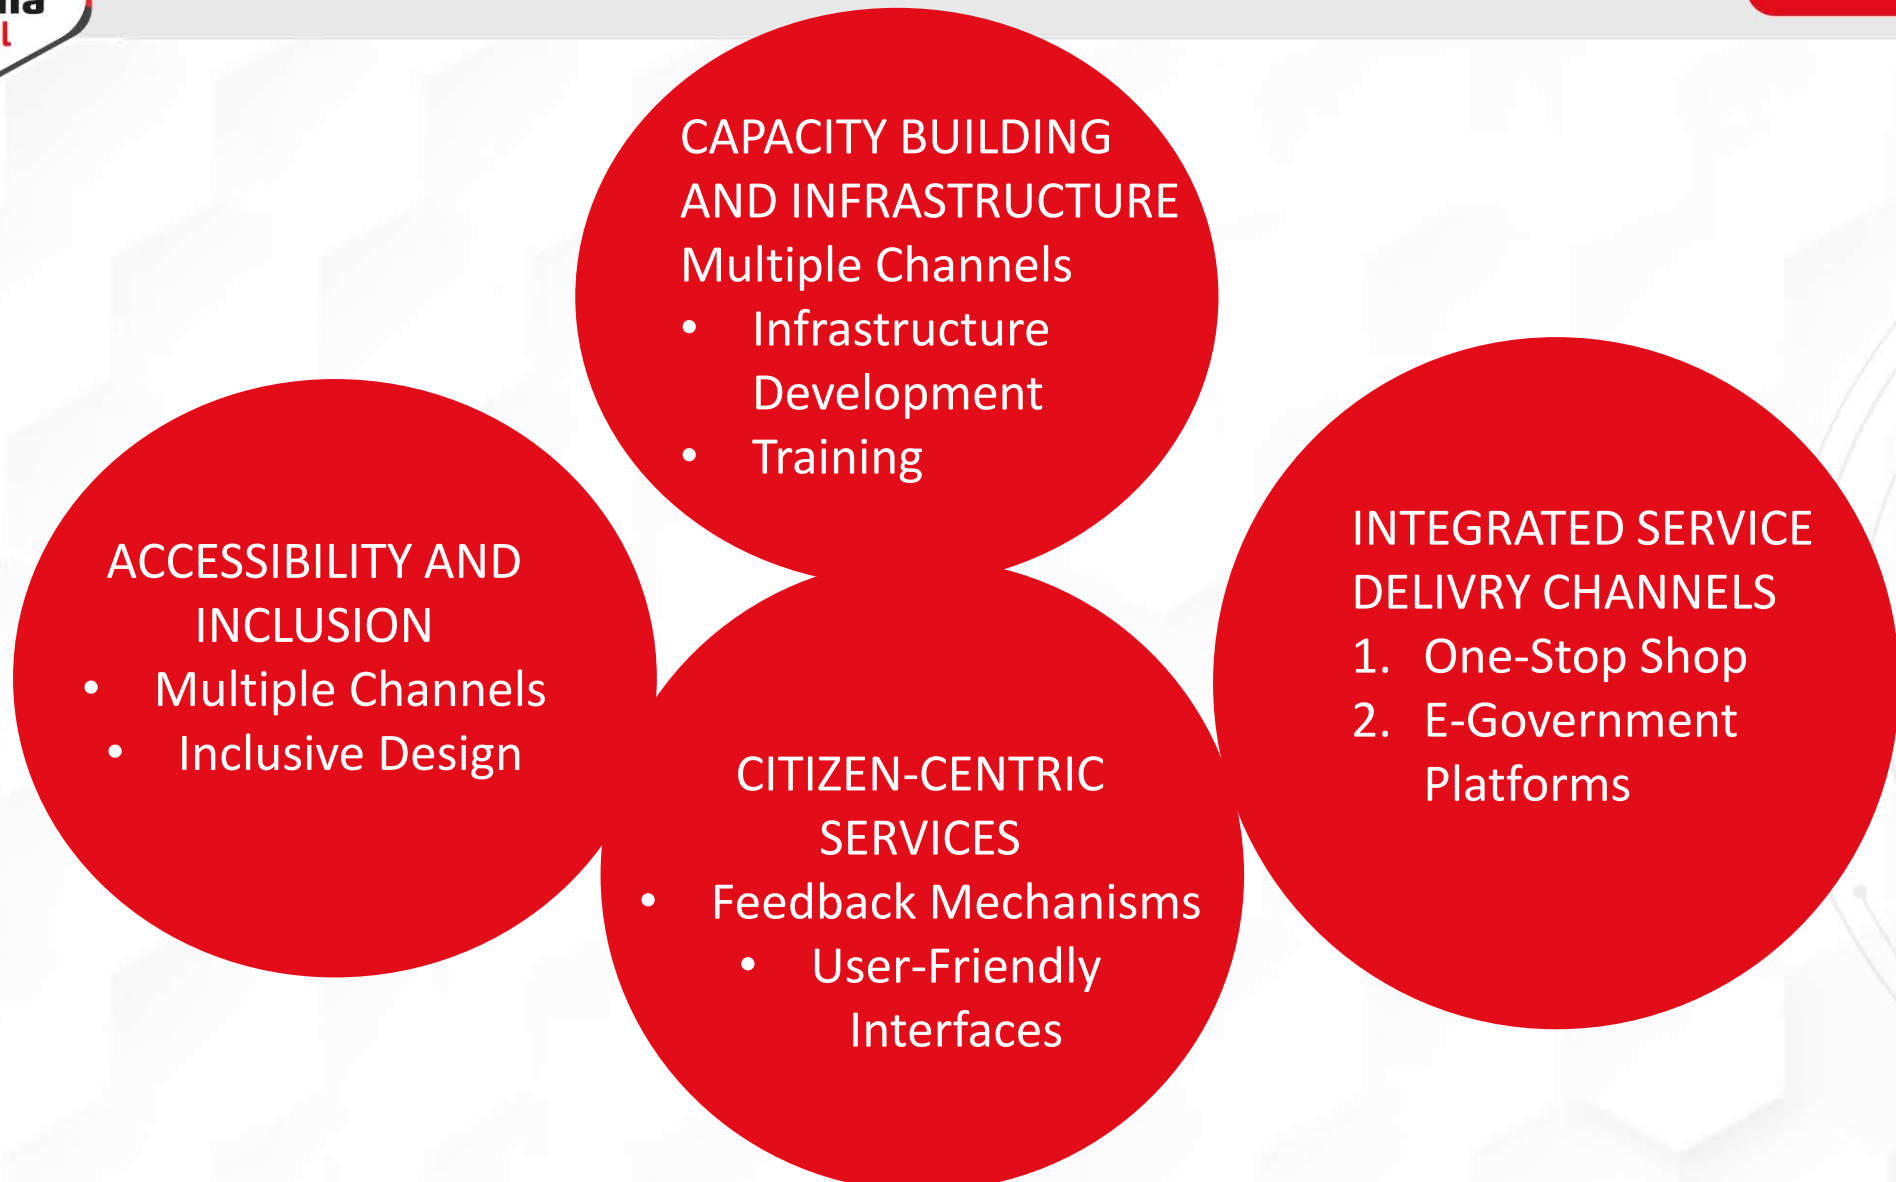 CAPACITY BUILDING
AND INFRASTRUCTURE
Multiple Channels
• Infrastructure
Development
• Training
ACCESSIBILITY AND
INCLUSION
• Multiple Channels
• Inclusive Design
CITIZEN-CENTRIC
SERVICES
• Feedback Mechanisms
• User-Friendly
Interfaces
INTEGRATED SERVICE
DELIVRY CHANNELS
1. One-Stop Shop
2. E-Government
Platforms